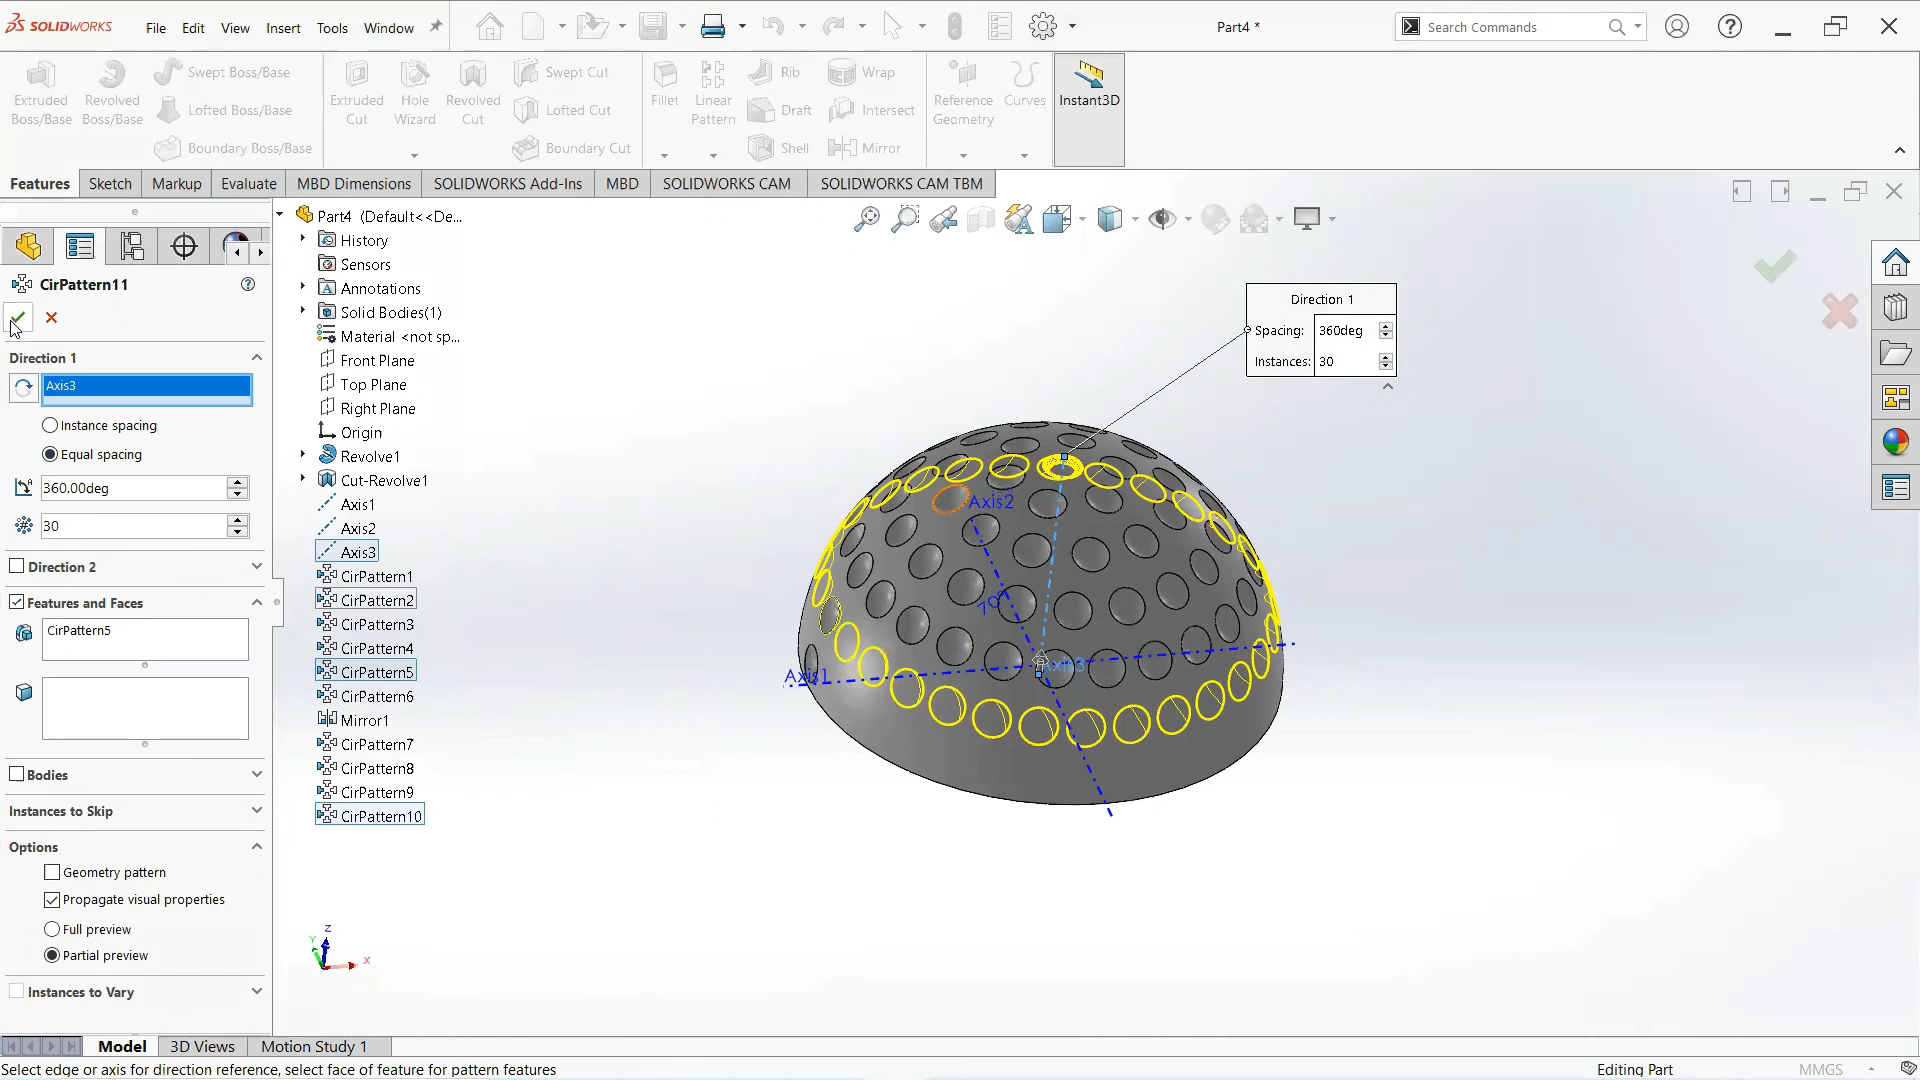 SOLIDWORKS
File Edit View Insert Tools Window
Part4 *
Search Commands
Extruded Boss/Base
Revolved Boss/Base
Swept Boss/Base
Lofted Boss/Base
Boundary Boss/Base
Extruded Cut
Hole Wizard
Revolved Cut
Swept Cut
Lofted Cut
Boundary Cut
Fillet
Linear Pattern
Rib
Draft
Shell
Wrap
Intersect
Mirror
Reference Geometry
Curves
Instant3D
Features Sketch Markup Evaluate MBD Dimensions SOLIDWORKS Add-Ins MBD SOLIDWORKS CAM SOLIDWORKS CAM TBM
CirPattern11
Direction 1
Axis3
Instance spacing
Equal spacing
360.00deg
30
Direction 2
Features and Faces
CirPattern5
Bodies
Instances to Skip
Options
Geometry pattern
Propagate visual properties
Full preview
Partial preview
Instances to Vary
Part4 (Default<<De...
History
Sensors
Annotations
Solid Bodies(1)
Material <not sp...
Front Plane
Top Plane
Right Plane
Origin
Revolve1
Cut-Revolve1
Axis1
Axis2
Axis3
CirPattern1
CirPattern2
CirPattern3
CirPattern4
CirPattern5
CirPattern6
Mirror1
CirPattern7
CirPattern8
CirPattern9
CirPattern10
Direction 1
Spacing: 360deg
Instances: 30
Axis2
70°
Axis3
Axis1
Z
Y
X
Model 3D Views Motion Study 1
Select edge or axis for direction reference, select face of feature for pattern features
Editing Part
MMGS